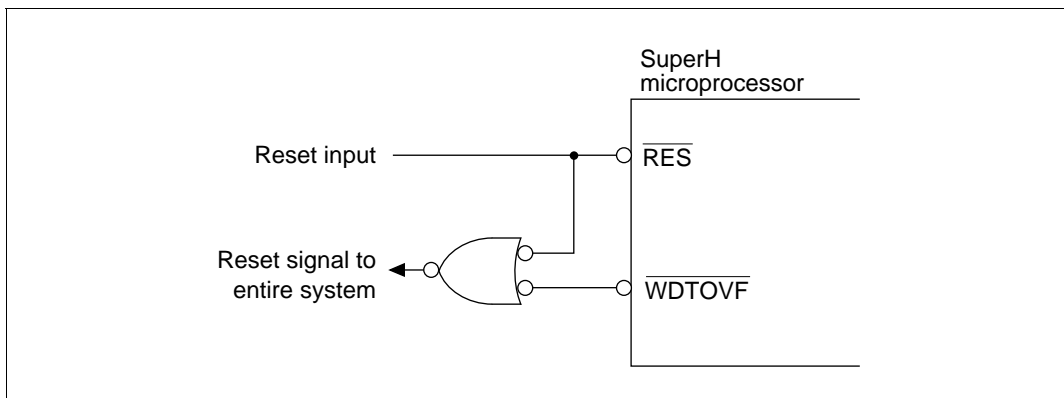 SuperH
microprocessor
Reset input
RES
Reset signal to
entire system
WDTOVF